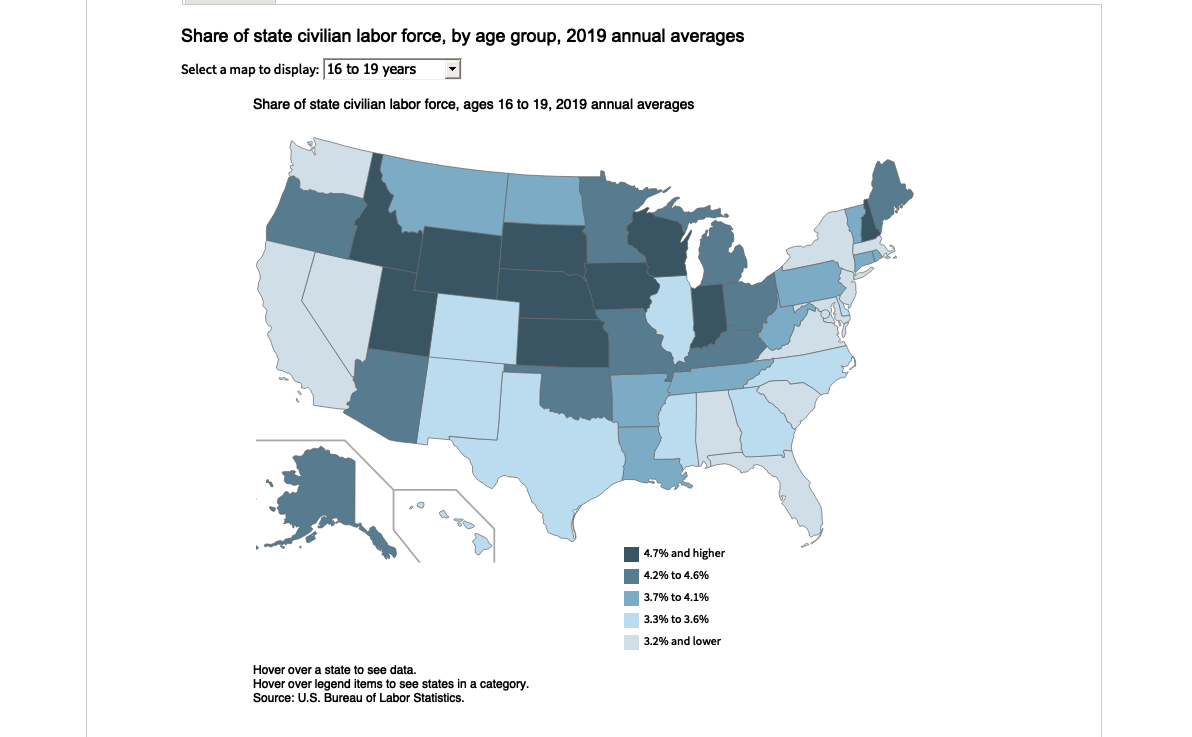 Share of state civilian labor force, by age group, 2019 annual averages
Select a map to display: 16 to 19 years
Share of state civilian labor force, ages 16 to 19, 2019 annual averages
4.7% and higher
4.2% to 4.6%
3.7% to 4.1%
3.3% to 3.6%
3.2% and lower
Hover over a state to see data.
Hover over legend items to see states in a category.
Source: U.S. Bureau of Labor Statistics.